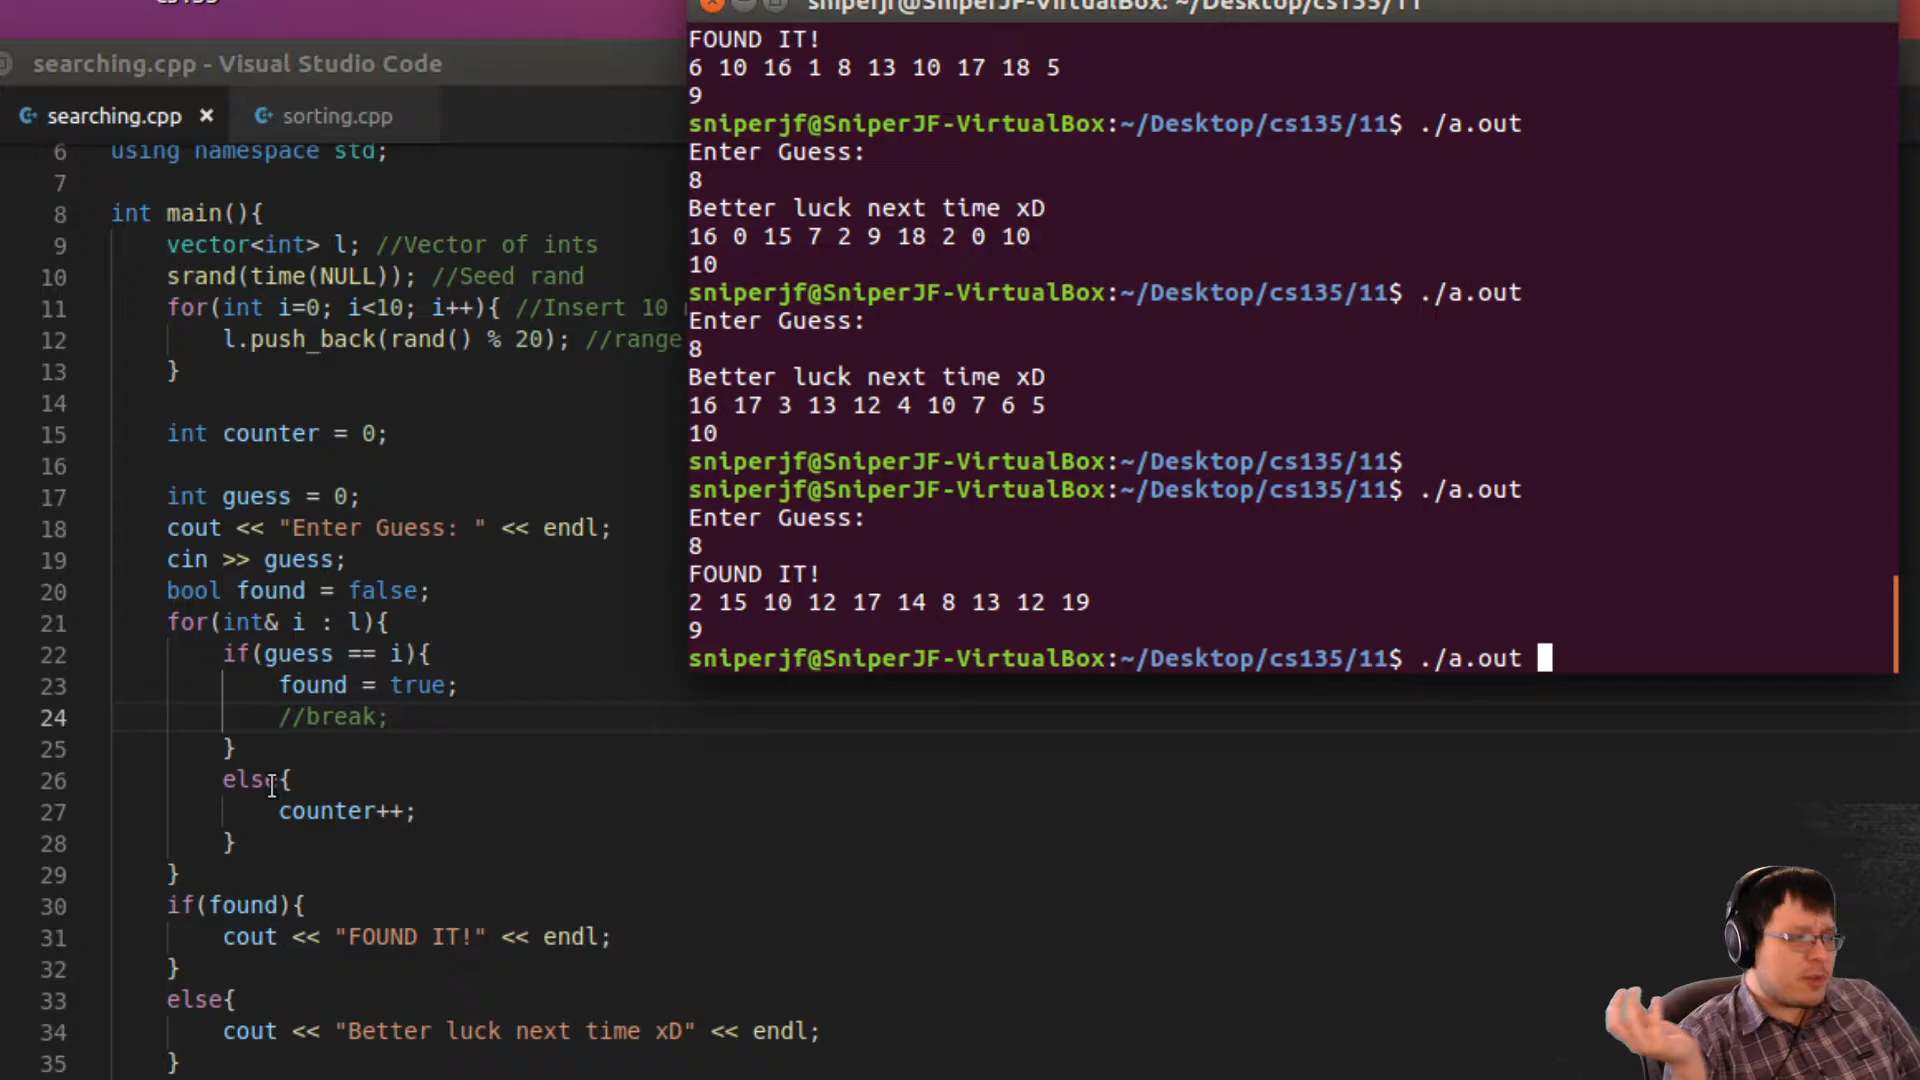 cs135
searching.cpp - Visual Studio Code
searching.cpp × sorting.cpp
6 using namespace std;
7
8 int main(){
9 vector<int> l; //Vector of ints
10 srand(time(NULL)); //Seed rand
11 for(int i=0; i<10; i++){ //Insert 10
12 l.push_back(rand() % 20); //range
13 }
14
15 int counter = 0;
16
17 int guess = 0;
18 cout << "Enter Guess: " << endl;
19 cin >> guess;
20 bool found = false;
21 for(int& i : l){
22 if(guess == i){
23 found = true;
24 //break;
25 }
26 else{
27 counter++;
28 }
29 }
30 if(found){
31 cout << "FOUND IT!" << endl;
32 }
33 else{
34 cout << "Better luck next time xD" << endl;
35 }
sniperjf@SniperJF-VirtualBox: ~/Desktop/cs135/11
FOUND IT!
6 10 16 1 8 13 10 17 18 5
9
sniperjf@SniperJF-VirtualBox:~/Desktop/cs135/11$ ./a.out
Enter Guess:
8
Better luck next time xD
16 0 15 7 2 9 18 2 0 10
10
sniperjf@SniperJF-VirtualBox:~/Desktop/cs135/11$ ./a.out
Enter Guess:
8
Better luck next time xD
16 17 3 13 12 4 10 7 6 5
10
sniperjf@SniperJF-VirtualBox:~/Desktop/cs135/11$
sniperjf@SniperJF-VirtualBox:~/Desktop/cs135/11$ ./a.out
Enter Guess:
8
FOUND IT!
2 15 10 12 17 14 8 13 12 19
9
sniperjf@SniperJF-VirtualBox:~/Desktop/cs135/11$ ./a.out